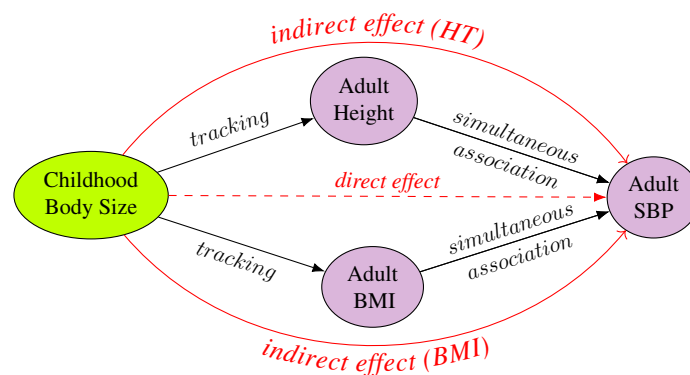 indirect effect (HT)
Adult
Height
tracking
simultaneous
association
Childhood
Body Size
direct effect
Adult
SBP
tracking
Adult
BMI
simultaneous
association
indirect effect (BMI)